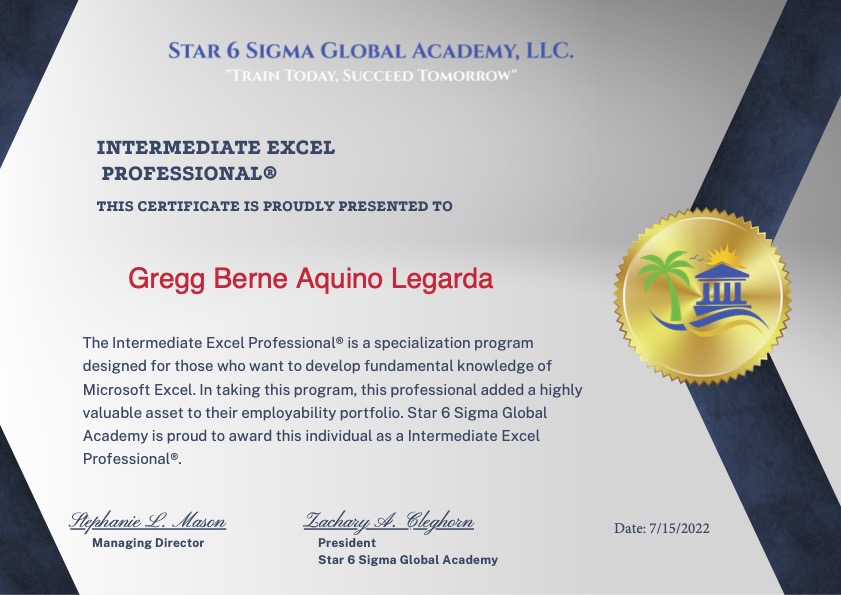 Star 6 Sigma Global Academy, LLC.
"Train Today, Succeed Tomorrow"
INTERMEDIATE EXCEL
PROFESSIONAL®
THIS CERTIFICATE IS PROUDLY PRESENTED TO
Gregg Berne Aquino Legarda
The Intermediate Excel Professional® is a specialization program
designed for those who want to develop fundamental knowledge of
Microsoft Excel. In taking this program, this professional added a highly
valuable asset to their employability portfolio. Star 6 Sigma Global
Academy is proud to award this individual as a Intermediate Excel
Professional®.
Stephanie L. Mason
Managing Director
Zachary A. Cleghorn
President
Star 6 Sigma Global Academy
Date: 7/15/2022